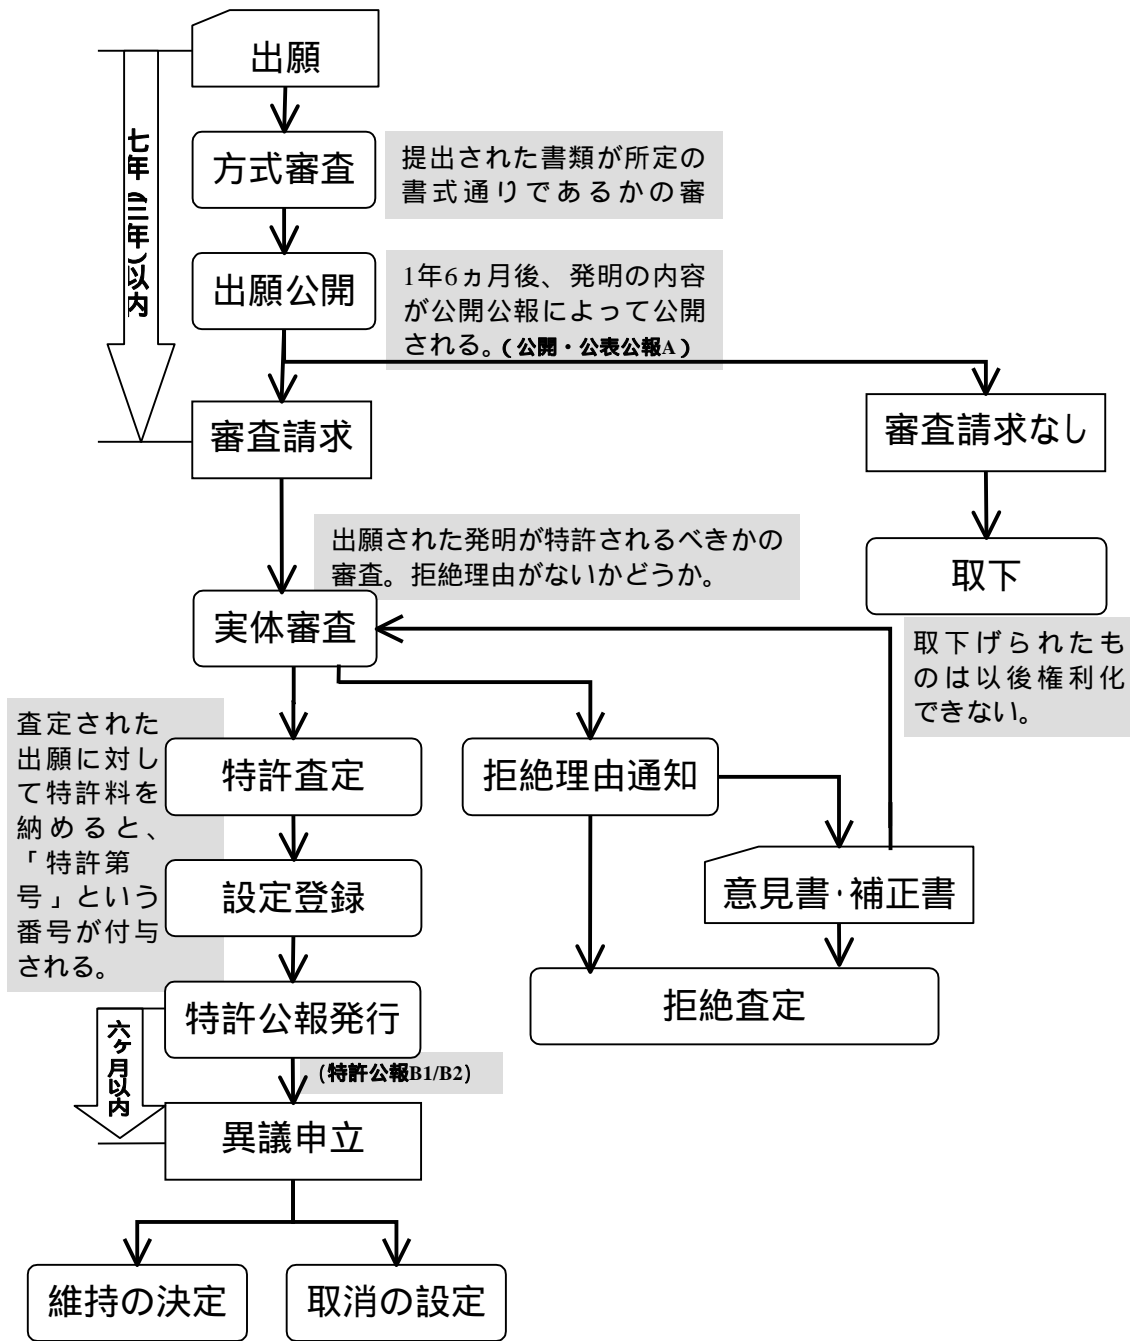 出願
七年(三年)以内
方式審査
提出された書類が所定の
書式通りであるかの審
出願公開
1年6ヵ月後、発明の内容
が公開公報によって公開
される。(公開・公表公報A)
審査請求
審査請求なし
出願された発明が特許されるべきかの
審査。拒絶理由がないかどうか。
取下
実体審査
取下げられたも
のは以後権利化
できない。
査定された
出願に対し
て特許料を
納めると、
「特許第
号」という
番号が付与
される。
特許査定
拒絶理由通知
設定登録
意見書・補正書
特許公報発行
拒絶査定
六ヶ月以内
(特許公報B1/B2)
異議申立
維持の決定
取消の設定